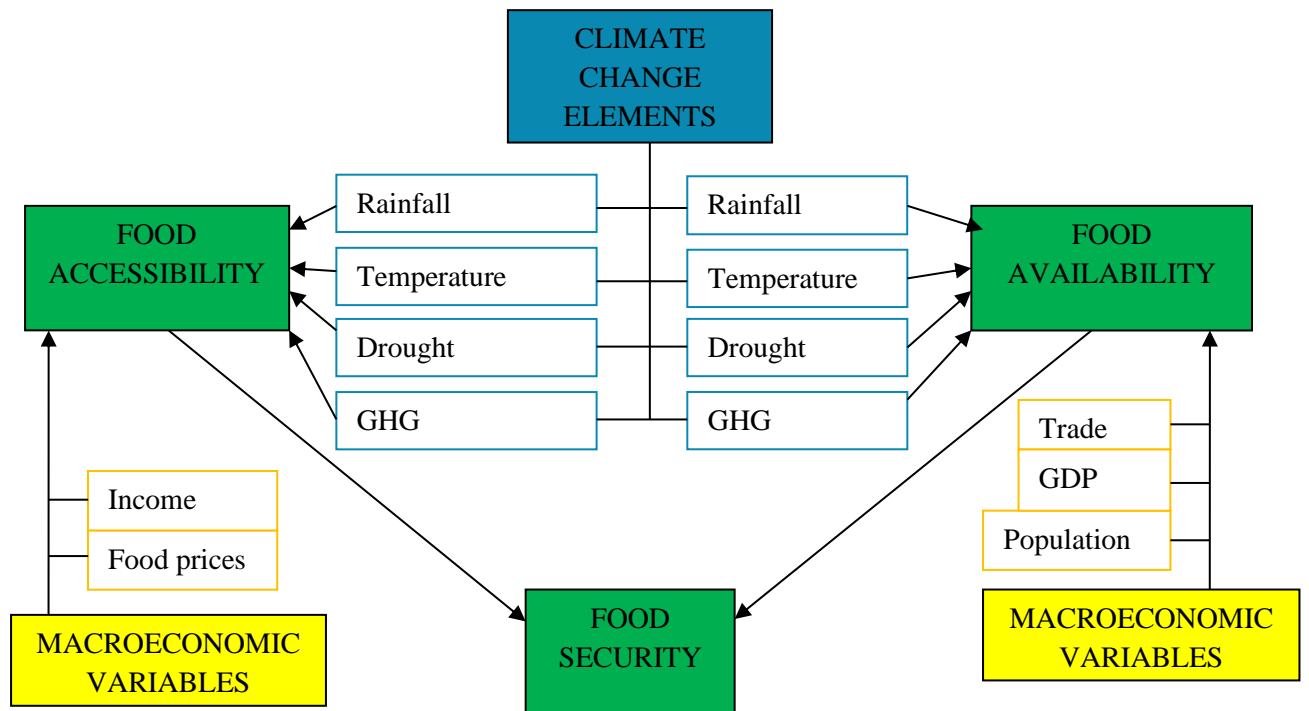 CLIMATE
CHANGE
ELEMENTS
Rainfall
Rainfall
FOOD
ACCESSIBILITY
FOOD
AVAILABILITY
Temperature
Temperature
Drought
Drought
GHG
GHG
Trade
GDP
Population
Income
Food prices
MACROECONOMIC
VARIABLES
FOOD
SECURITY
MACROECONOMIC
VARIABLES